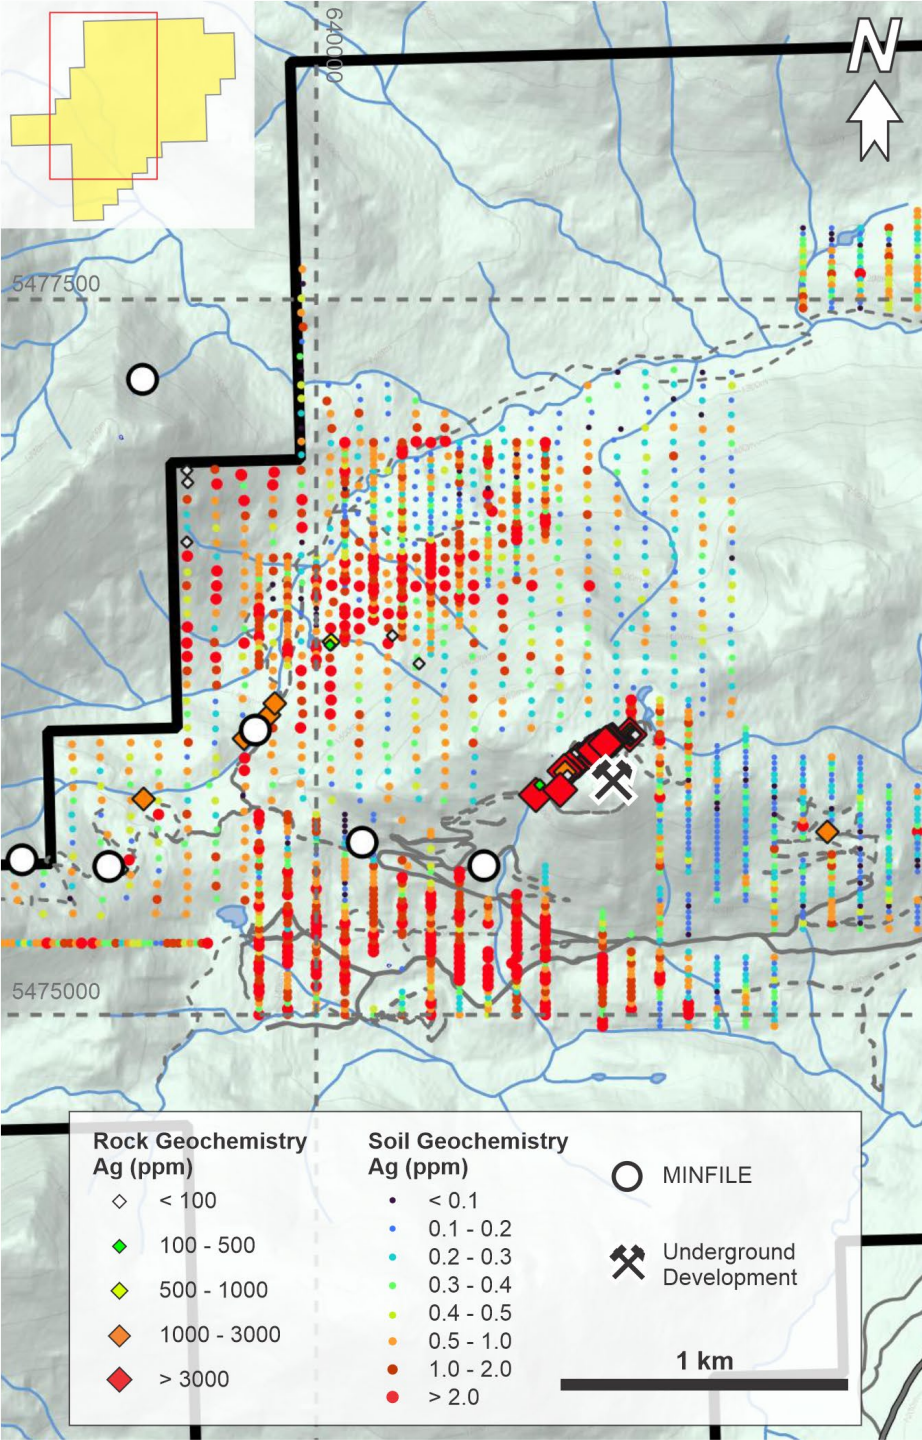 640000
N
5477500
5475000
Rock Geochemistry
Ag (ppm)
< 100
100 - 500
500 - 1000
1000 - 3000
> 3000
Soil Geochemistry
Ag (ppm)
< 0.1
0.1 - 0.2
0.2 - 0.3
0.3 - 0.4
0.4 - 0.5
0.5 - 1.0
1.0 - 2.0
> 2.0
MINFILE
Underground
Development
1 km